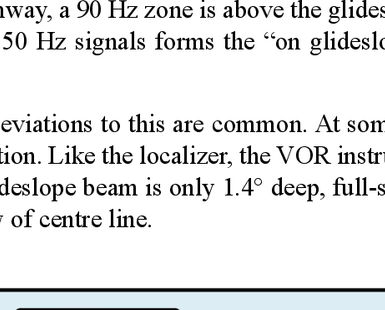 way, a 90 Hz zone is above the glides
50 Hz signals forms the “on glideslo
eviations to this are common. At som
tion. Like the localizer, the VOR instr
deslope beam is only 1.4° deep, full-s
of centre line.